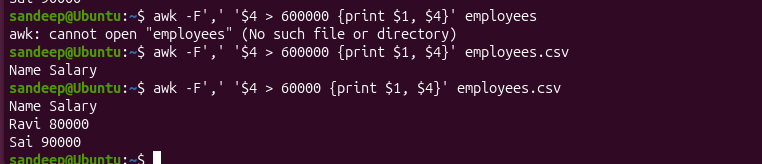 Sai 90000
sandeep@Ubuntu:~$ awk -F',' '$4 > 600000 {print $1, $4}' employees
awk: cannot open "employees" (No such file or directory)
sandeep@Ubuntu:~$ awk -F',' '$4 > 600000 {print $1, $4}' employees.csv
Name Salary
sandeep@Ubuntu:~$ awk -F',' '$4 > 60000 {print $1, $4}' employees.csv
Name Salary
Ravi 80000
Sai 90000
sandeep@Ubuntu:~$